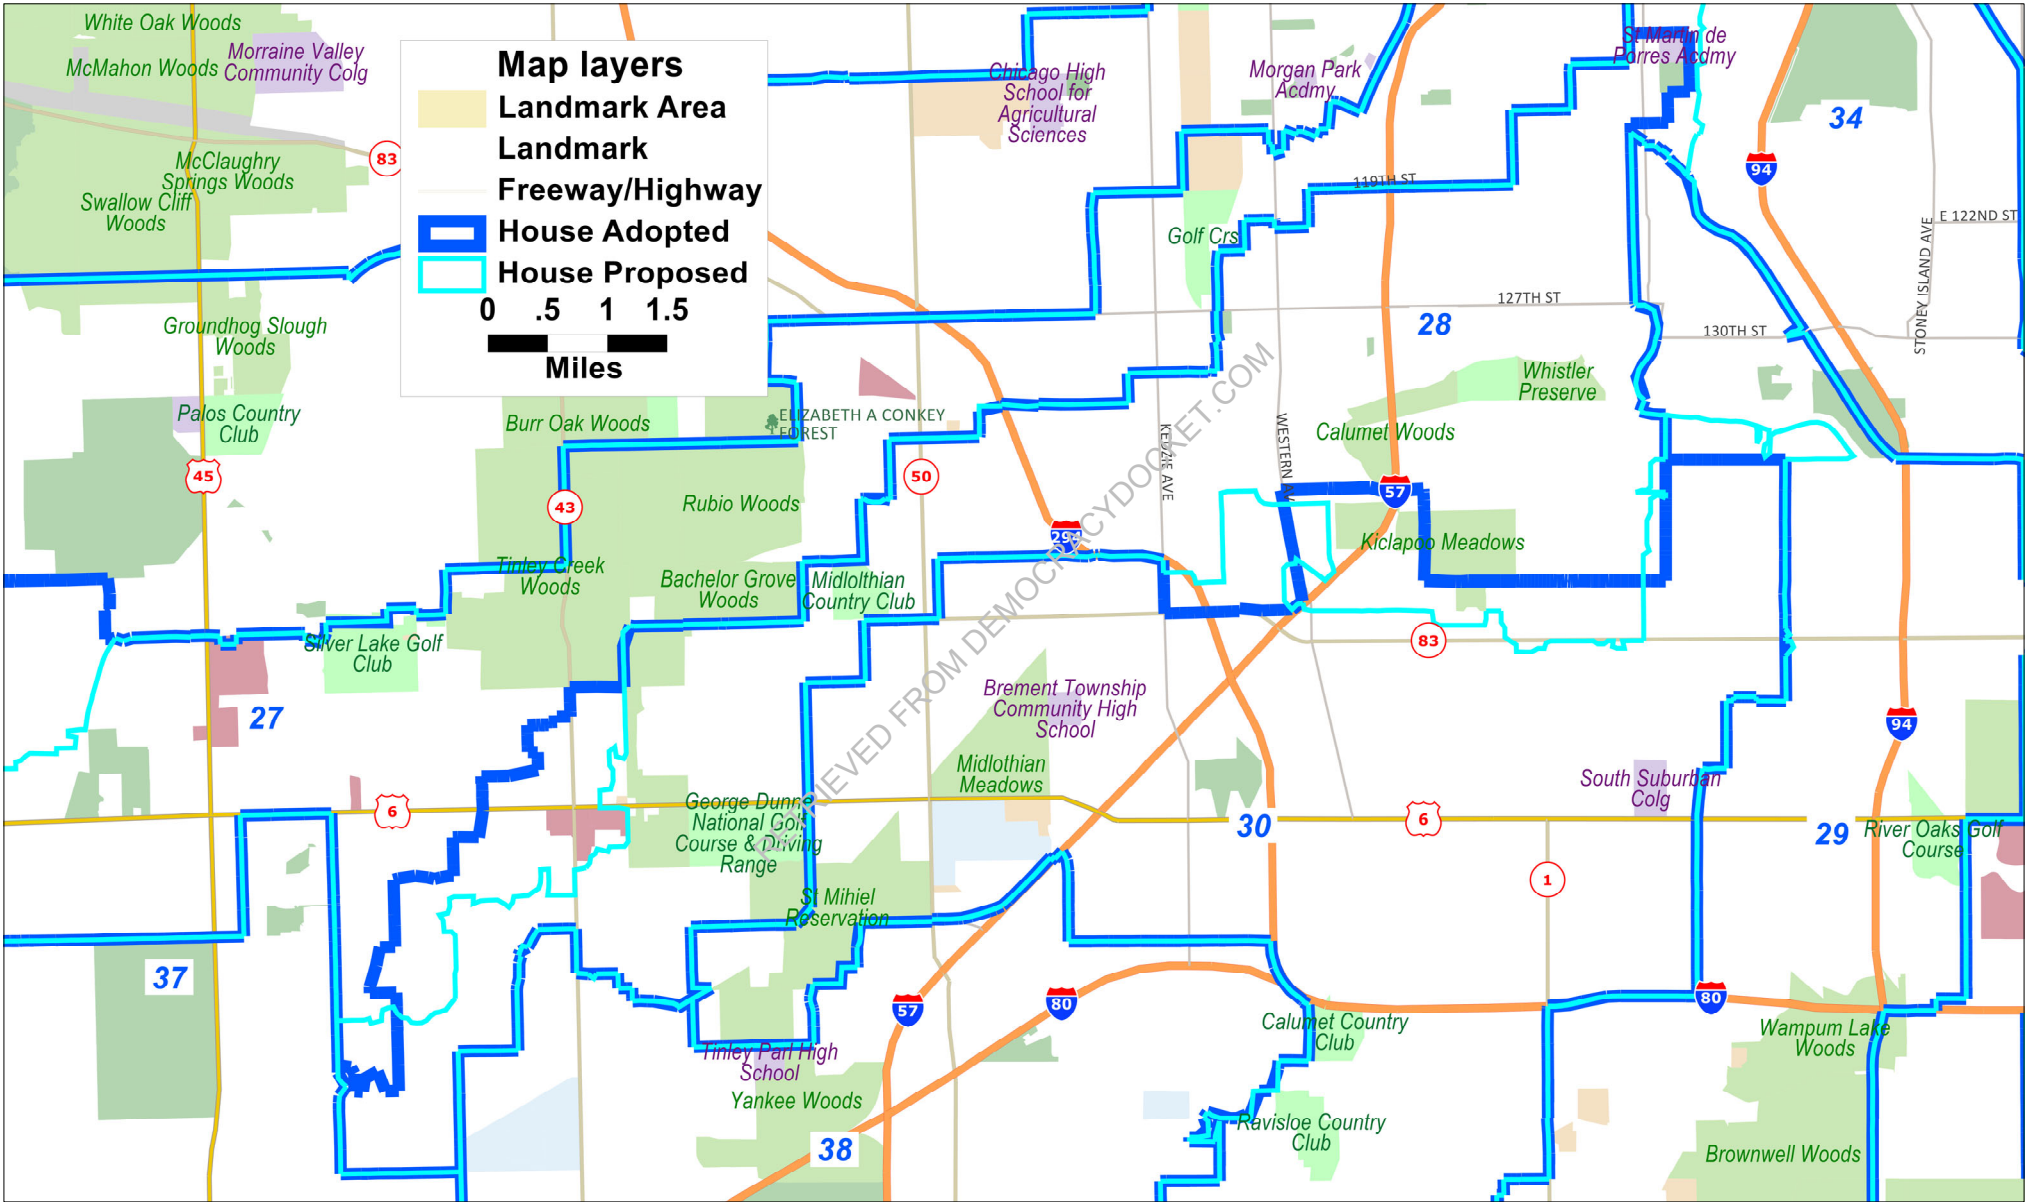 White Oak Woods
Morraine Valley
Community Colg
McMahon Woods
83
McClaughry
Springs Woods
Swallow Cliff
Woods
Map layers
Landmark Area
Landmark
Freeway/Highway
House Adopted
House Proposed
0 .5 1 1.5
Miles
Chicago High
School for
Agricultural
Sciences
Morgan Park
Acdmy
St Martin de
Porres Acdmy
34
94
119TH ST
E 122ND ST
STONEY ISLAND AVE
Golf Crs
127TH ST
28
130TH ST
Groundhog Slough
Woods
Palos Country
Club
45
Burr Oak Woods
ELIZABETH A CONKEY
FOREST
Whistler
Preserve
Calumet Woods
KEDZIE AVE
WESTERN AV
43
50
57
Rubio Woods
294
Kiclapoo Meadows
Tinley Creek
Woods
Bachelor Grove
Woods
Midlolthian
Country Club
Silver Lake Golf
Club
83
27
Brement Township
Community High
School
94
Midlothian
Meadows
South Suburban
Colg
6
George Dunne
National Golf
Course & Driving
Range
30
6
29
River Oaks Golf
Course
1
St Mihiel
Reservation
37
57
80
80
Calumet Country
Club
Wampum Lake
Woods
Tinley Parl High
School
Yankee Woods
38
Ravisloe Country
Club
Brownwell Woods
RETRIEVED FROM DEMOCRACYDOCKET.COM